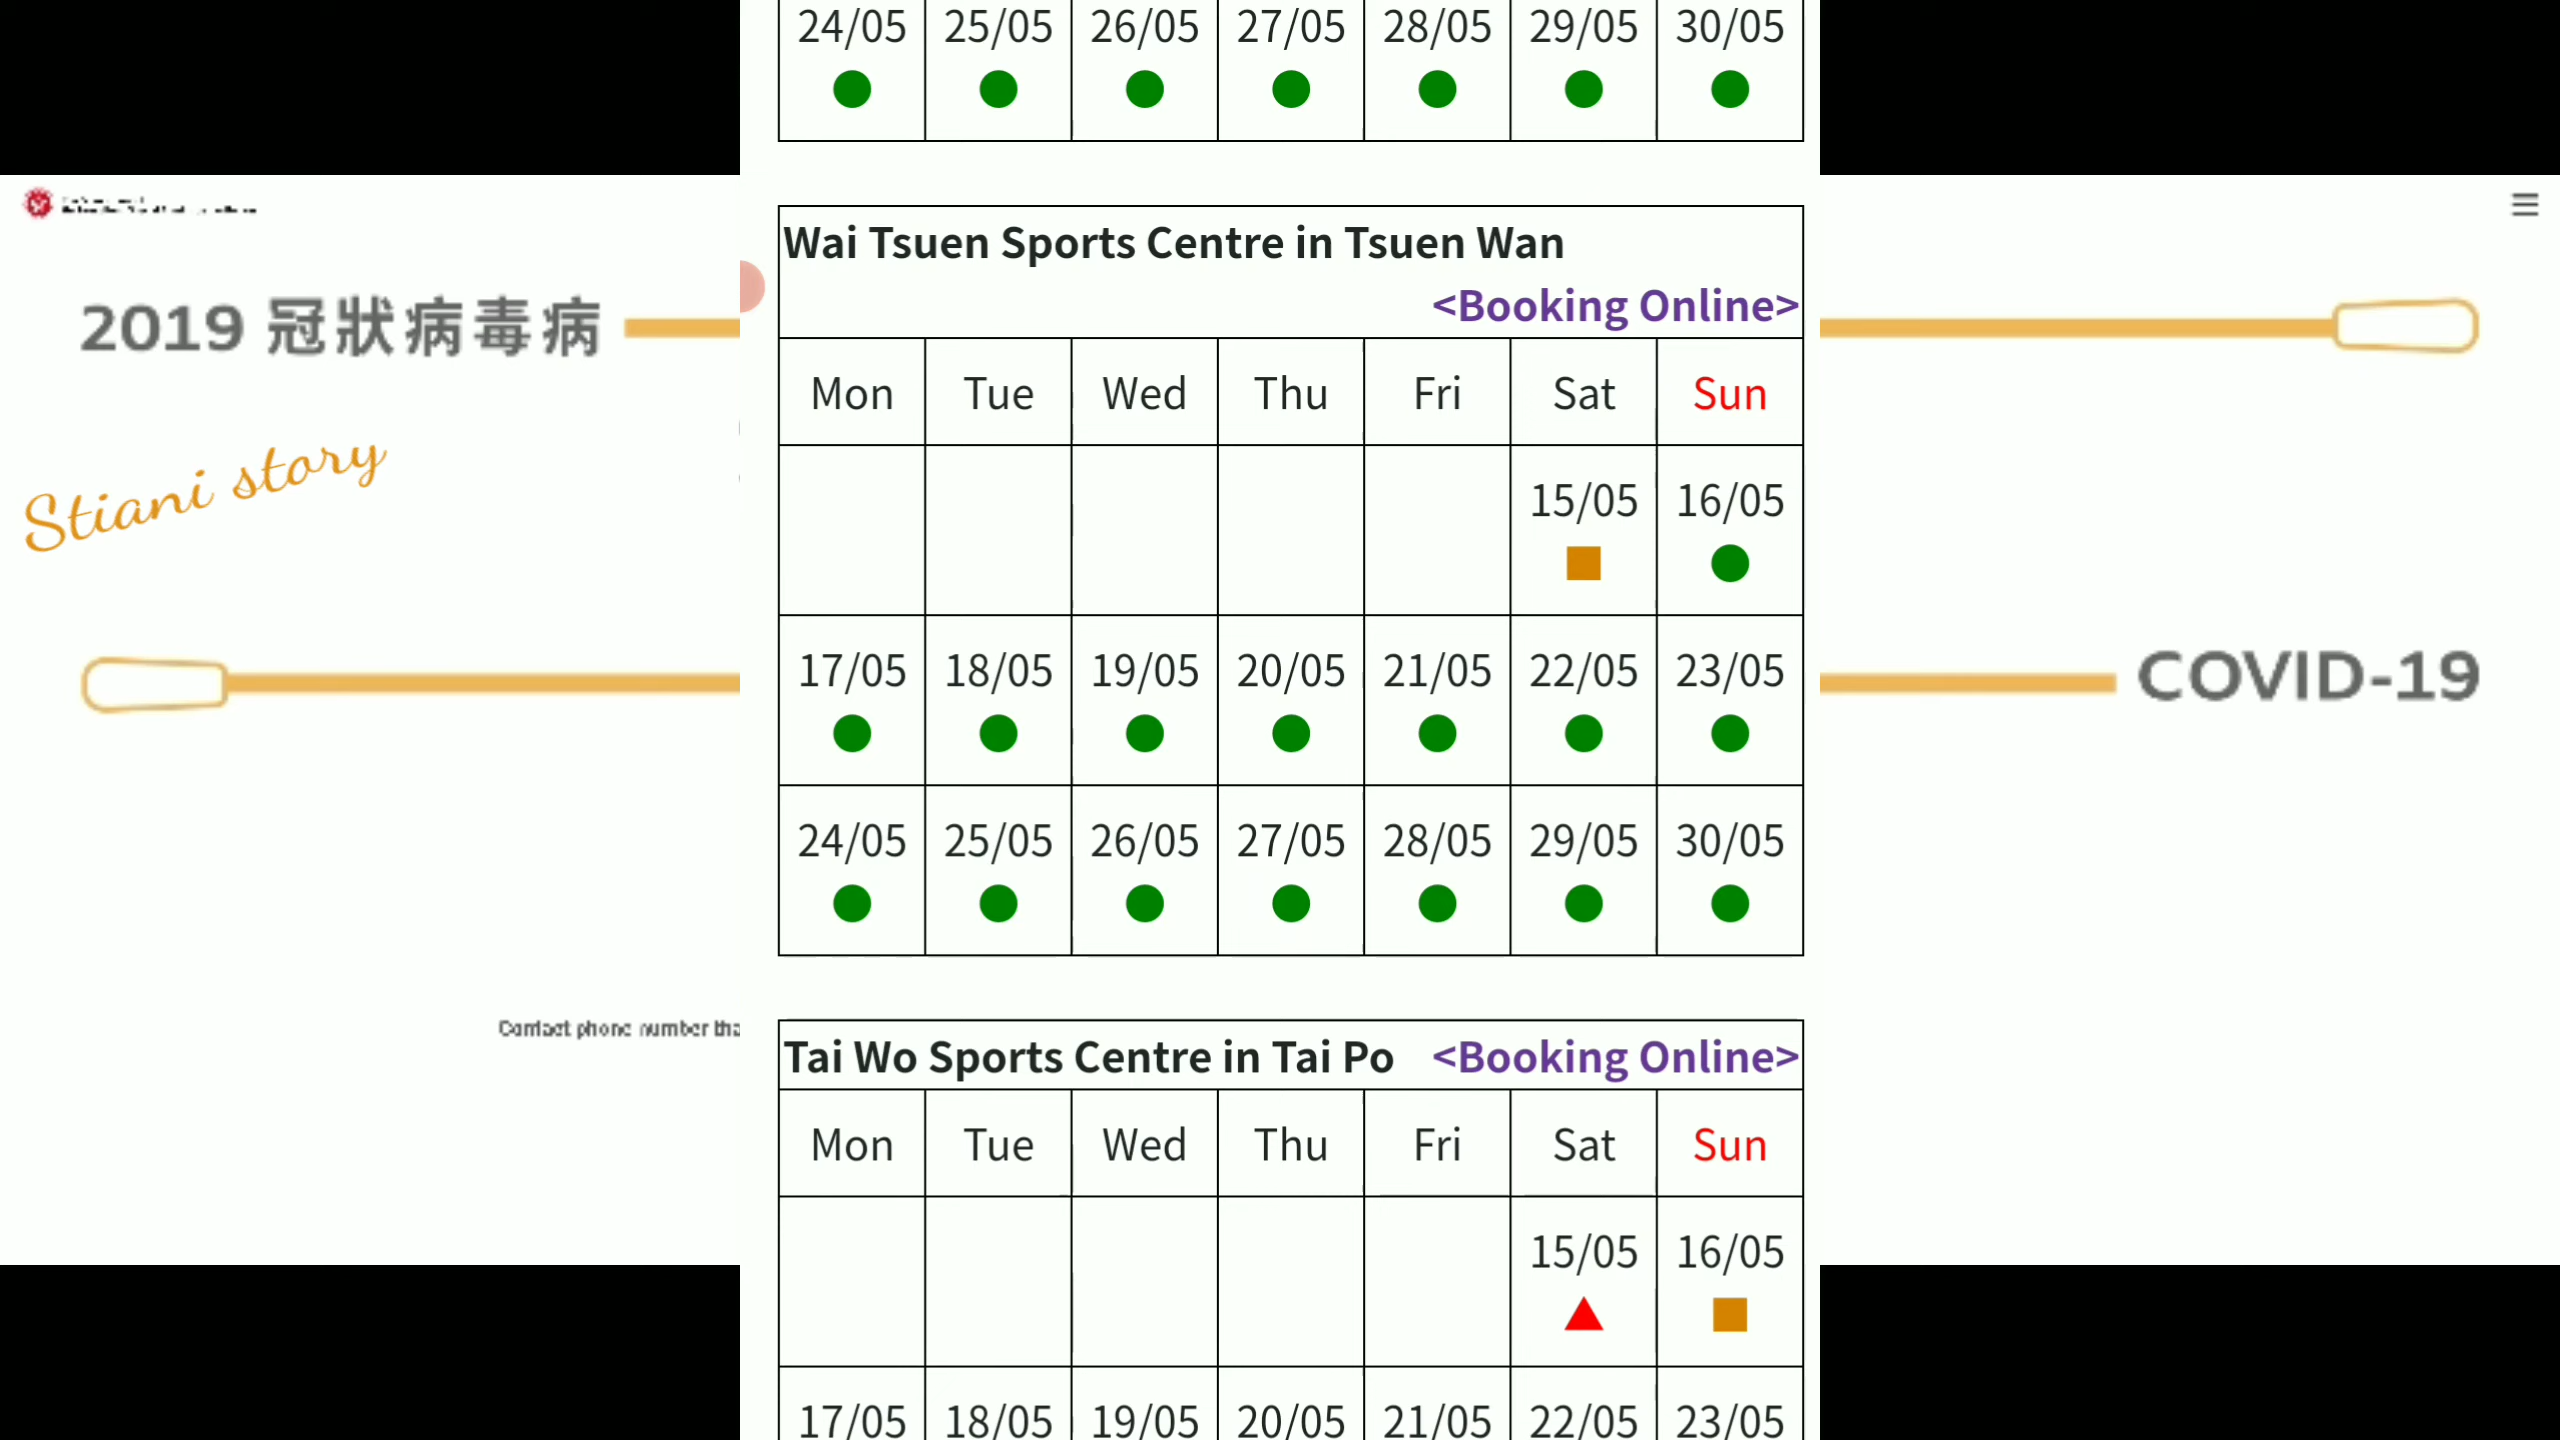 24/05 25/05 26/05 27/05 28/05 29/05 30/05
2019 冠狀病毒病
Stiani story
COVID-19
Contact phone number tha
Wai Tsuen Sports Centre in Tsuen Wan
<Booking Online>
Mon Tue Wed Thu Fri Sat Sun
15/05 16/05
17/05 18/05 19/05 20/05 21/05 22/05 23/05
24/05 25/05 26/05 27/05 28/05 29/05 30/05
Tai Wo Sports Centre in Tai Po <Booking Online>
Mon Tue Wed Thu Fri Sat Sun
15/05 16/05
17/05 18/05 19/05 20/05 21/05 22/05 23/05